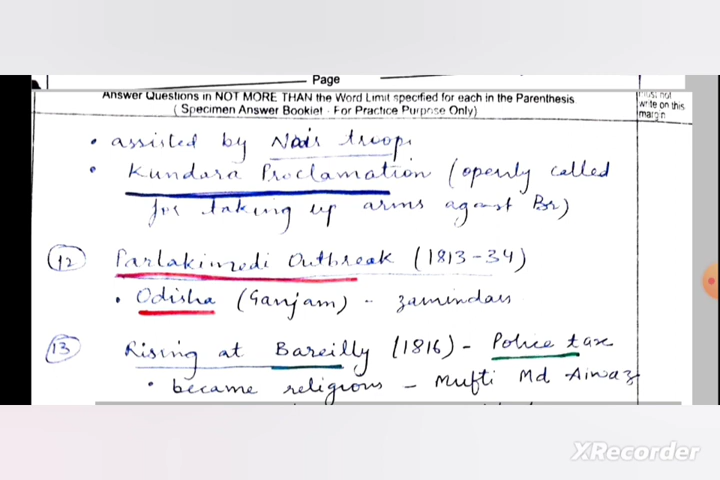 Page
Answer Questions in NOT MORE THAN the Word Limit specified for each in the Parenthesis
( Specimen Answer Booklet - For Practice Purpose Only)
must not
write on this
margin
• assisted by Nair troops
• Kundara Proclamation (openly called
for taking up arms against Br)
12 Parlakimedi Outbreak (1813-34)
• Odisha (Ganjam) - zamindars
13 Rising at Bareilly (1816) - Police tax
• became religious - Mufti Md Aiwaz
XRecorder